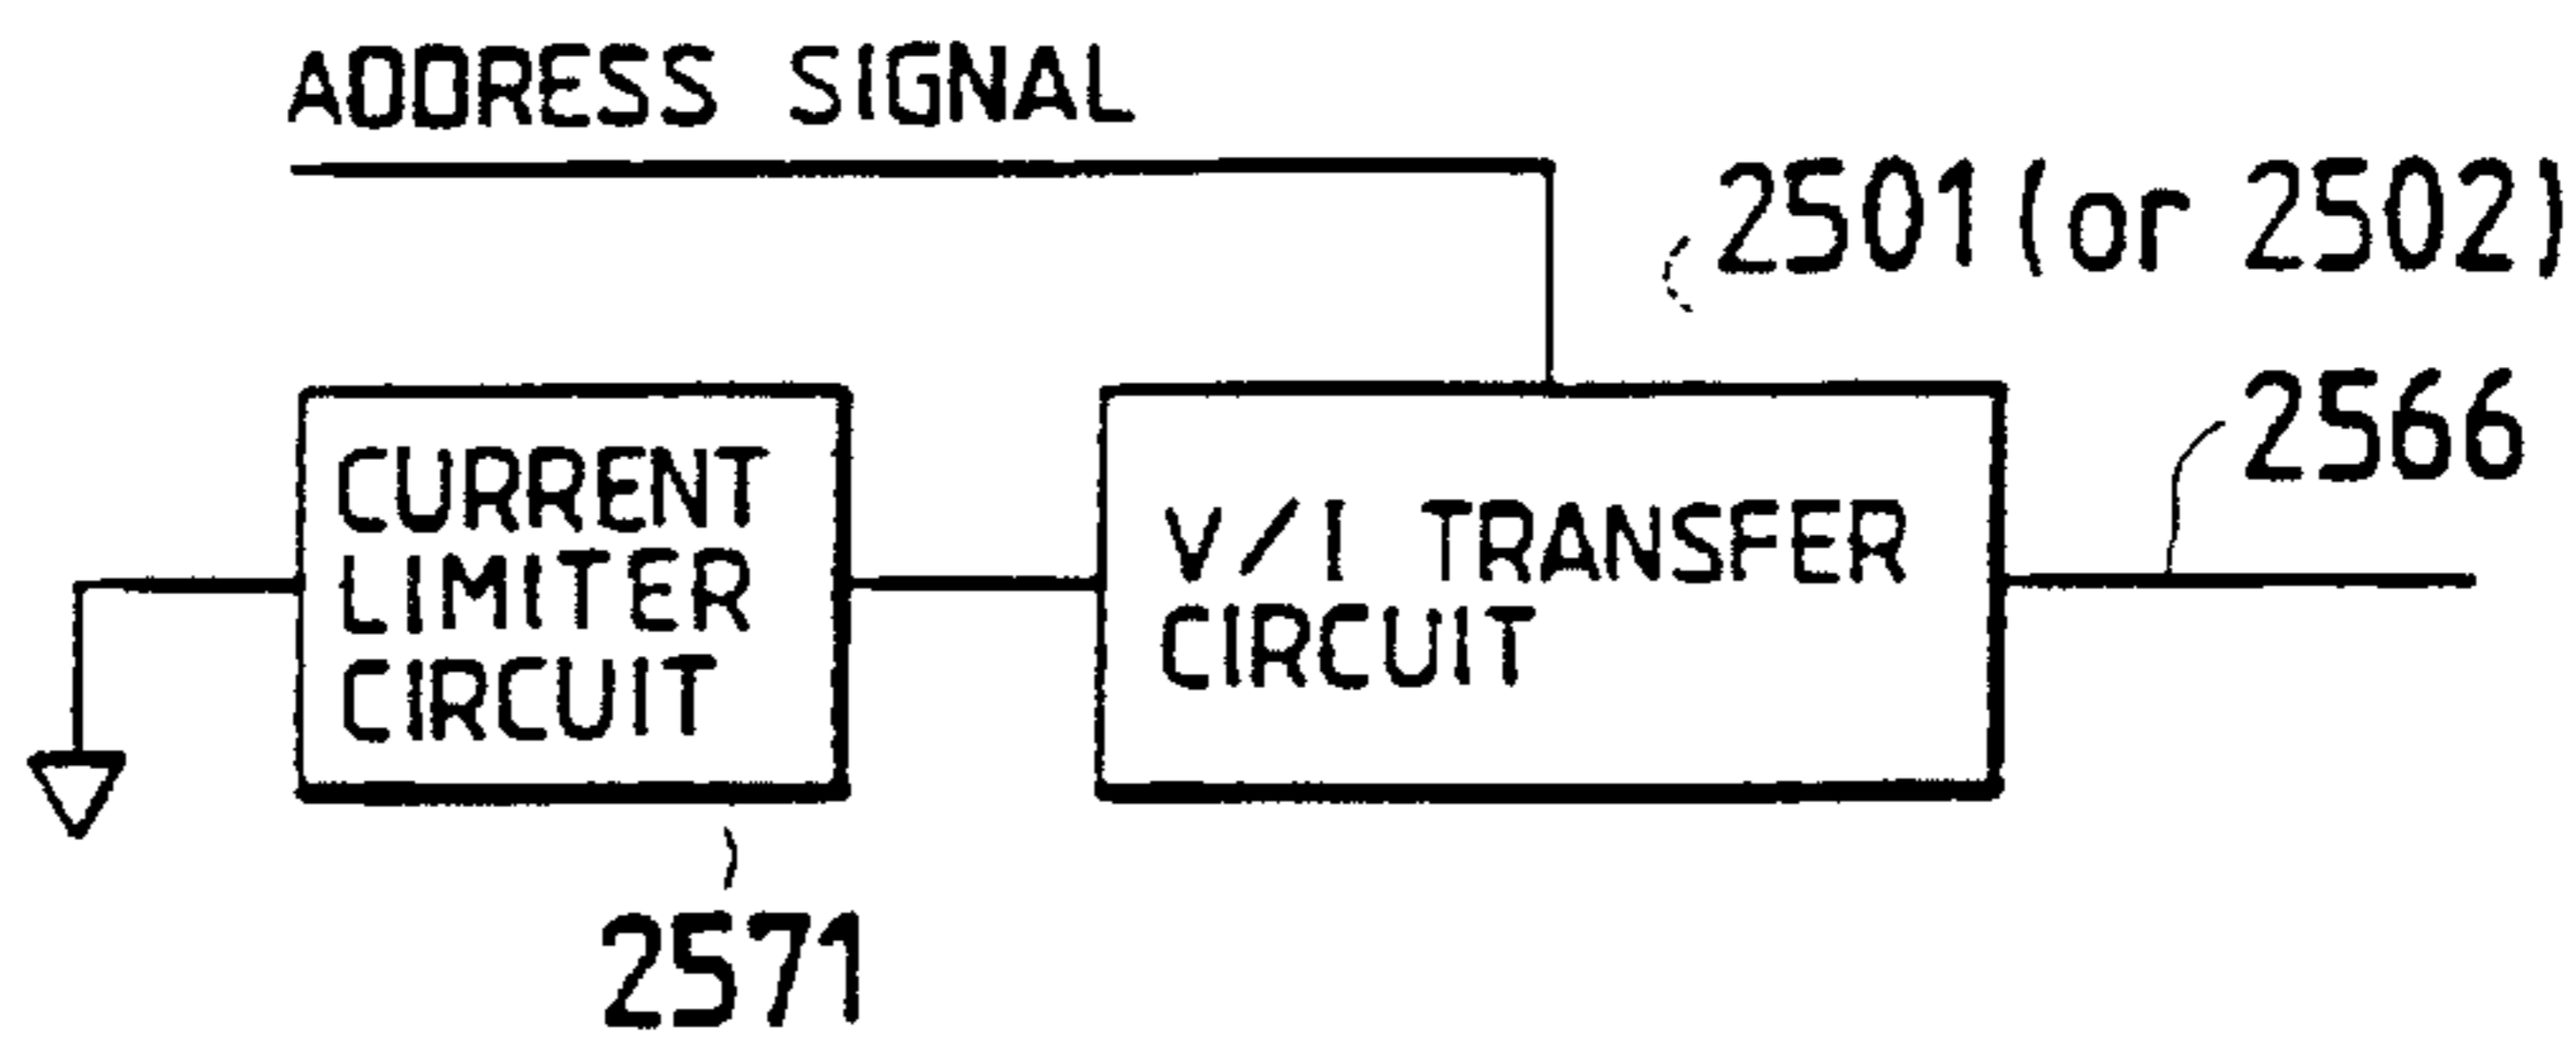 ADDRESS SIGNAL
2501 (or 2502)
2566
CURRENT
LIMITER
CIRCUIT
V/I TRANSFER
CIRCUIT
2571